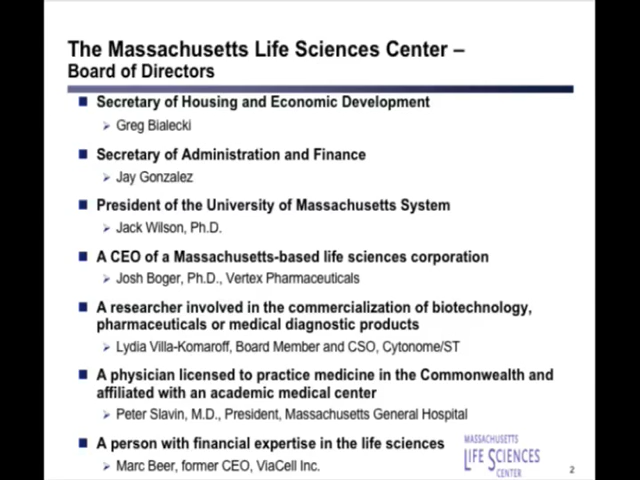 The Massachusetts Life Sciences Center –
Board of Directors
Secretary of Housing and Economic Development
Greg Bialecki
Secretary of Administration and Finance
Jay Gonzalez
President of the University of Massachusetts System
Jack Wilson, Ph.D.
A CEO of a Massachusetts-based life sciences corporation
Josh Boger, Ph.D., Vertex Pharmaceuticals
A researcher involved in the commercialization of biotechnology,
pharmaceuticals or medical diagnostic products
Lydia Villa-Komaroff, Board Member and CSO, Cytonome/ST
A physician licensed to practice medicine in the Commonwealth and
affiliated with an academic medical center
Peter Slavin, M.D., President, Massachusetts General Hospital
A person with financial expertise in the life sciences
Marc Beer, former CEO, ViaCell Inc.
MASSACHUSETTS
LIFE SCIENCES
CENTER
2